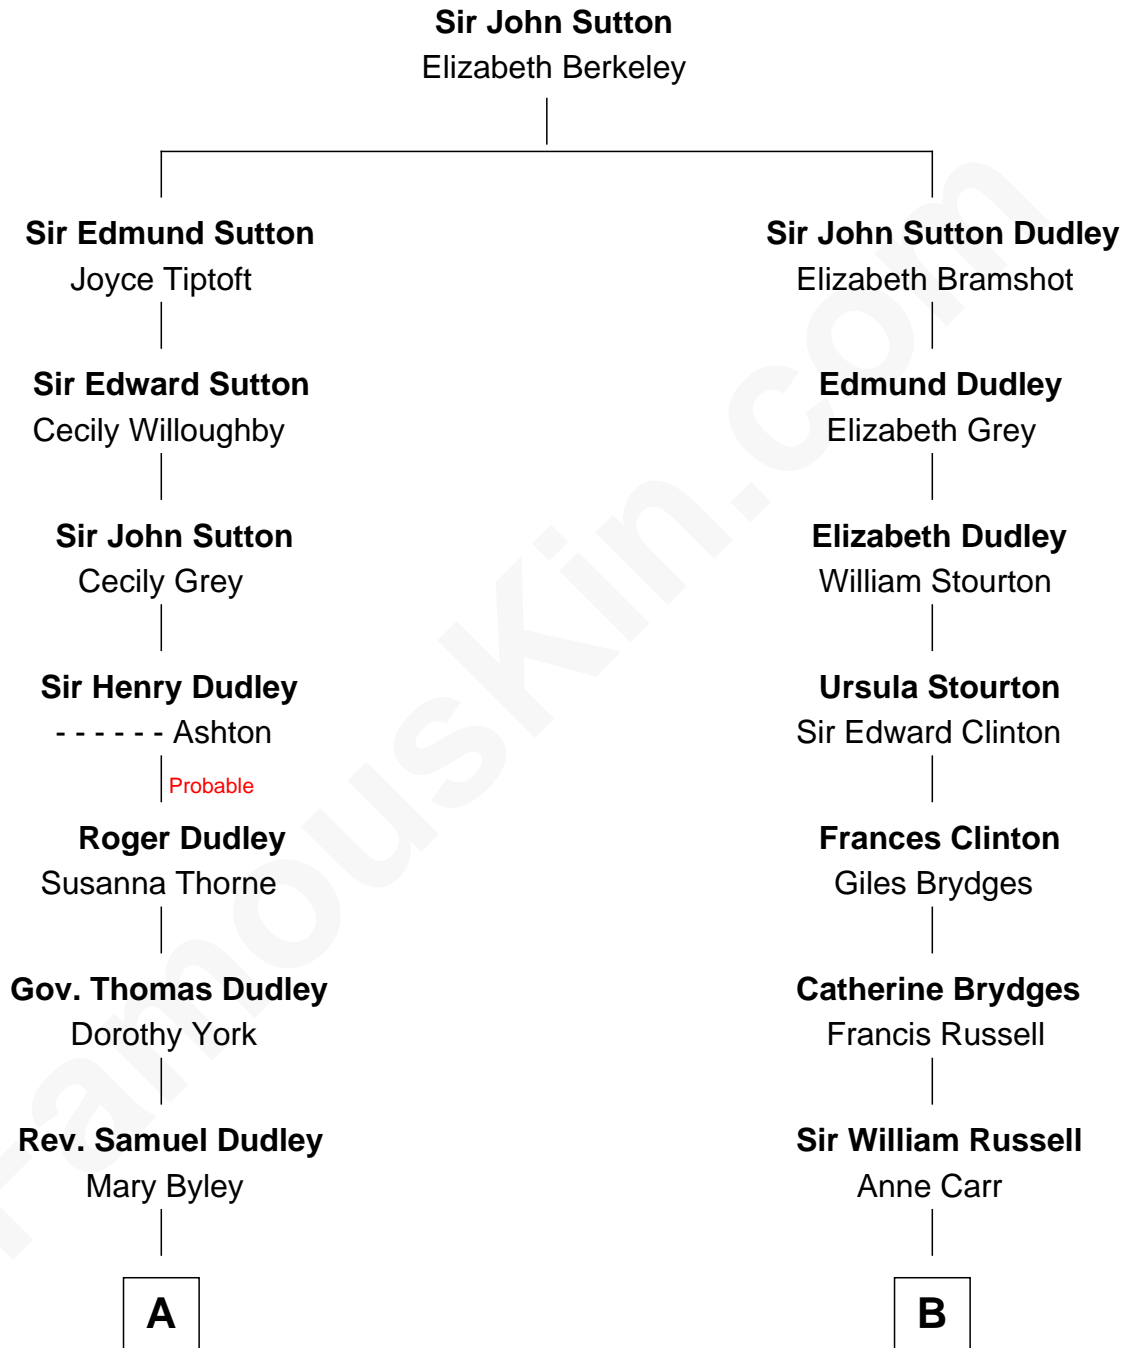 Sir John Sutton
Elizabeth Berkeley
Sir Edmund Sutton
Joyce Tiptoft
Sir John Sutton Dudley
Elizabeth Bramshot
Sir Edward Sutton
Cecily Willoughby
Edmund Dudley
Elizabeth Grey
Sir John Sutton
Cecily Grey
Elizabeth Dudley
William Stourton
Sir Henry Dudley
- - - - - - Ashton
Ursula Stourton
Sir Edward Clinton
Probable
Roger Dudley
Susanna Thorne
Frances Clinton
Giles Brydges
Gov. Thomas Dudley
Dorothy York
Catherine Brydges
Francis Russell
Rev. Samuel Dudley
Mary Byley
Sir William Russell
Anne Carr
A
B
FamousKin.com